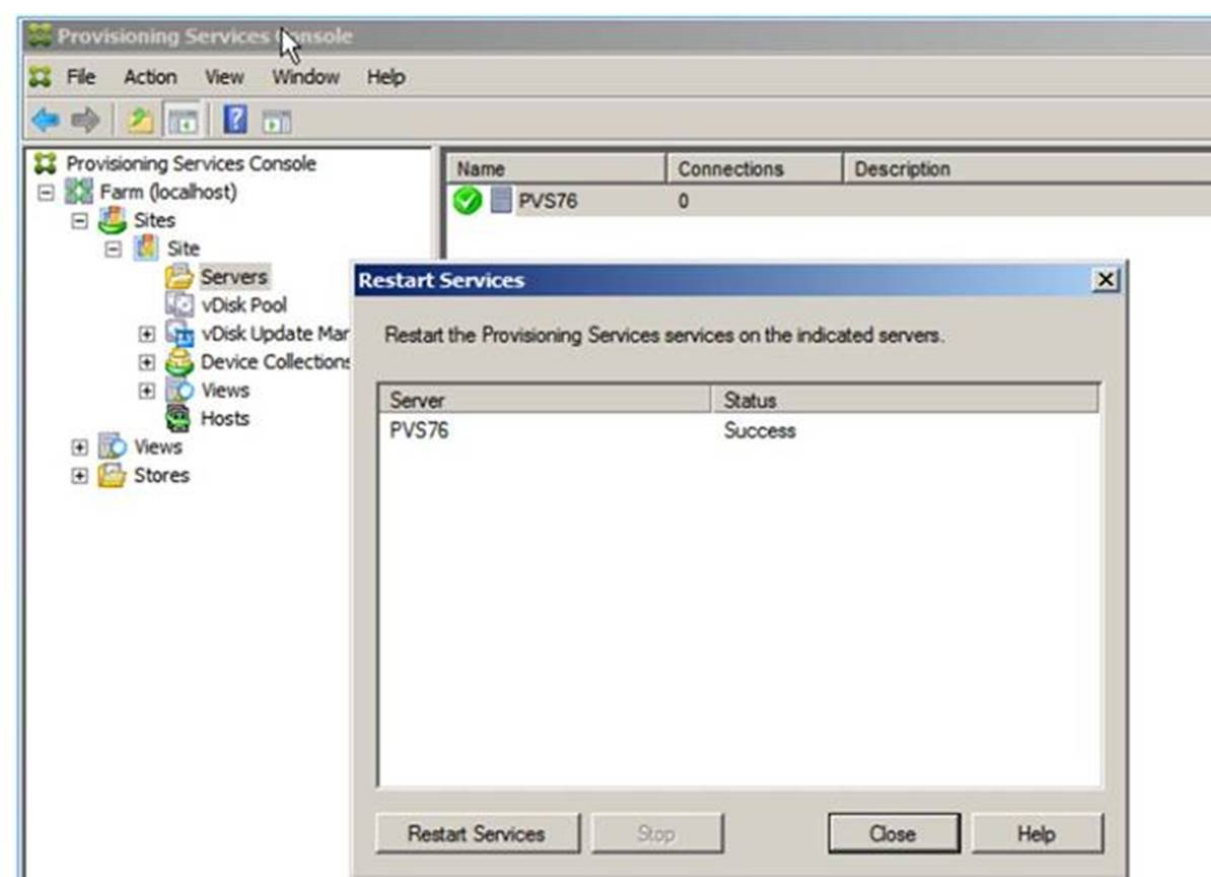 Provisioning Services Console
File Action View Window Help
Provisioning Services Console
Farm (localhost)
Sites
Site
Servers
vDisk Pool
vDisk Update Mar
Device Collections
Views
Hosts
Views
Stores
Name Connections Description
PVS76 0
Restart Services
Restart the Provisioning Services services on the indicated servers.
Server Status
PVS76 Success
Restart Services Stop Close Help